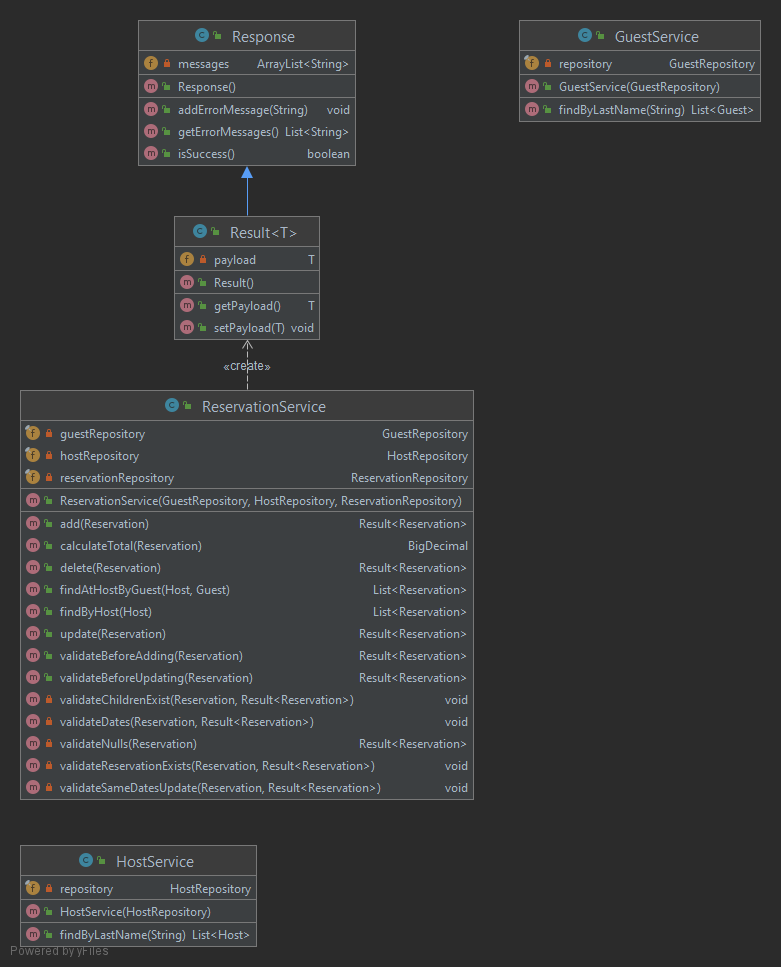 Response
messages ArrayList<String>
Response()
addErrorMessage(String) void
getErrorMessages() List<String>
isSuccess() boolean
GuestService
repository GuestRepository
GuestService(GuestRepository)
findByLastName(String) List<Guest>
Result<T>
payload T
Result()
getPayload() T
setPayload(T) void
«create»
ReservationService
guestRepository GuestRepository
hostRepository HostRepository
reservationRepository ReservationRepository
ReservationService(GuestRepository, HostRepository, ReservationRepository)
add(Reservation) Result<Reservation>
calculateTotal(Reservation) BigDecimal
delete(Reservation) Result<Reservation>
findAtHostByGuest(Host, Guest) List<Reservation>
findByHost(Host) List<Reservation>
update(Reservation) Result<Reservation>
validateBeforeAdding(Reservation) Result<Reservation>
validateBeforeUpdating(Reservation) Result<Reservation>
validateChildrenExist(Reservation, Result<Reservation>) void
validateDates(Reservation, Result<Reservation>) void
validateNulls(Reservation) Result<Reservation>
validateReservationExists(Reservation, Result<Reservation>) void
validateSameDatesUpdate(Reservation, Result<Reservation>) void
HostService
repository HostRepository
HostService(HostRepository)
findByLastName(String) List<Host>
Powered by yFiles